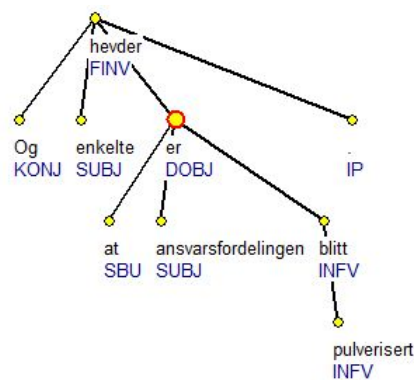 hevder
FINV
Og enkelte er .
KONJ SUBJ DOBJ IP
at ansvarsfordelingen blitt
SBU SUBJ INFV
pulverisert
INFV